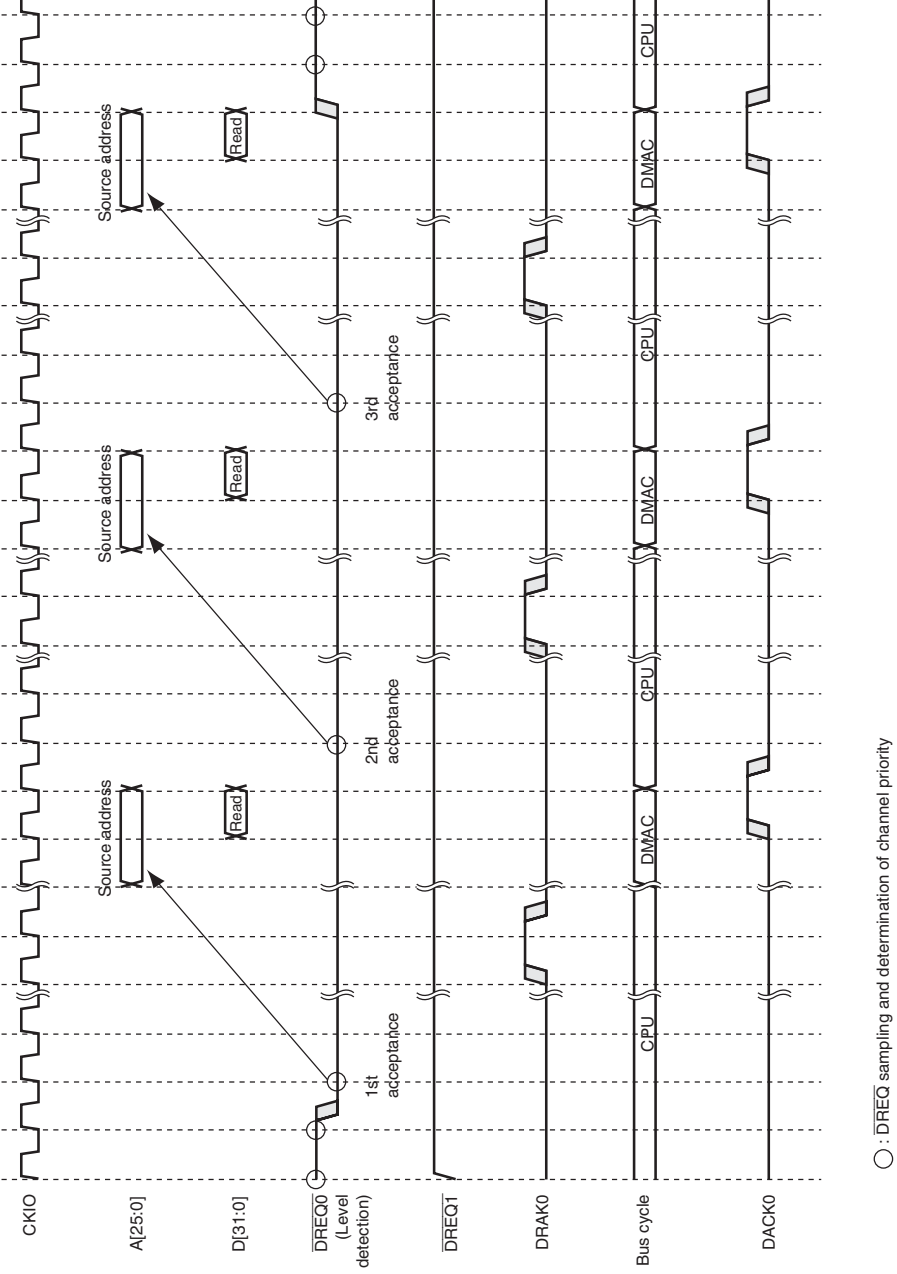 CKIO
A[25:0]
Source address
Source address
Source address
D[31:0]
Read
Read
Read
DREQ0
(Level
detection)
1st
acceptance
2nd
acceptance
3rd
acceptance
DREQ1
DRAK0
Bus cycle
CPU
DMAC
CPU
DMAC
CPU
DMAC
CPU
DACK0
: DREQ sampling and determination of channel priority